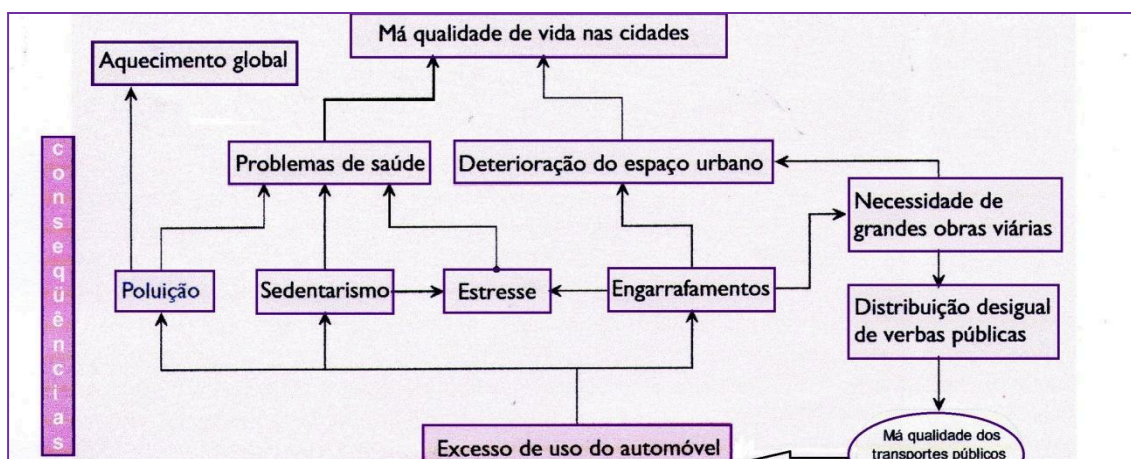 Má qualidade de vida nas cidades
Aquecimento global
Problemas de saúde
Deterioração do espaço urbano
Necessidade de
grandes obras viárias
Poluição
Sedentarismo
Estresse
Engarrafamentos
Distribuição desigual
de verbas públicas
Excesso de uso do automóvel
Má qualidade dos
transportes públicos
conseqüências